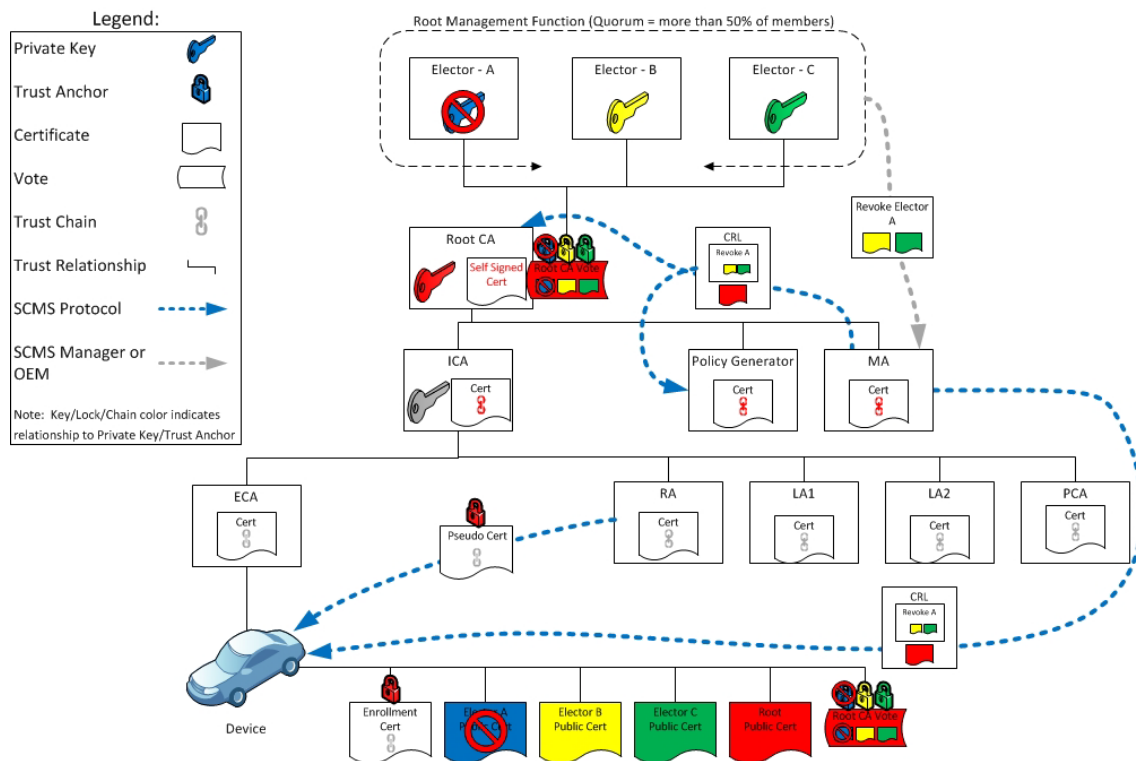 Legend:
Private Key
Trust Anchor
Certificate
Vote
Trust Chain
Trust Relationship
SCMS Protocol
SCMS Manager or
OEM
Note: Key/Lock/Chain color indicates
relationship to Private Key/Trust Anchor
Root Management Function (Quorum = more than 50% of members)
Elector - A
Elector - B
Elector - C
Revoke Elector
A
Root CA
Self Signed
Cert
Root CA Vote
CRL
Revoke A
ICA
Cert
Policy Generator
Cert
MA
Cert
ECA
Cert
Pseudo Cert
RA
Cert
LA1
Cert
LA2
Cert
PCA
Cert
CRL
Revoke A
Device
Enrollment
Cert
Elector A
Public Cert
Elector B
Public Cert
Elector C
Public Cert
Root
Public Cert
Root CA Vote